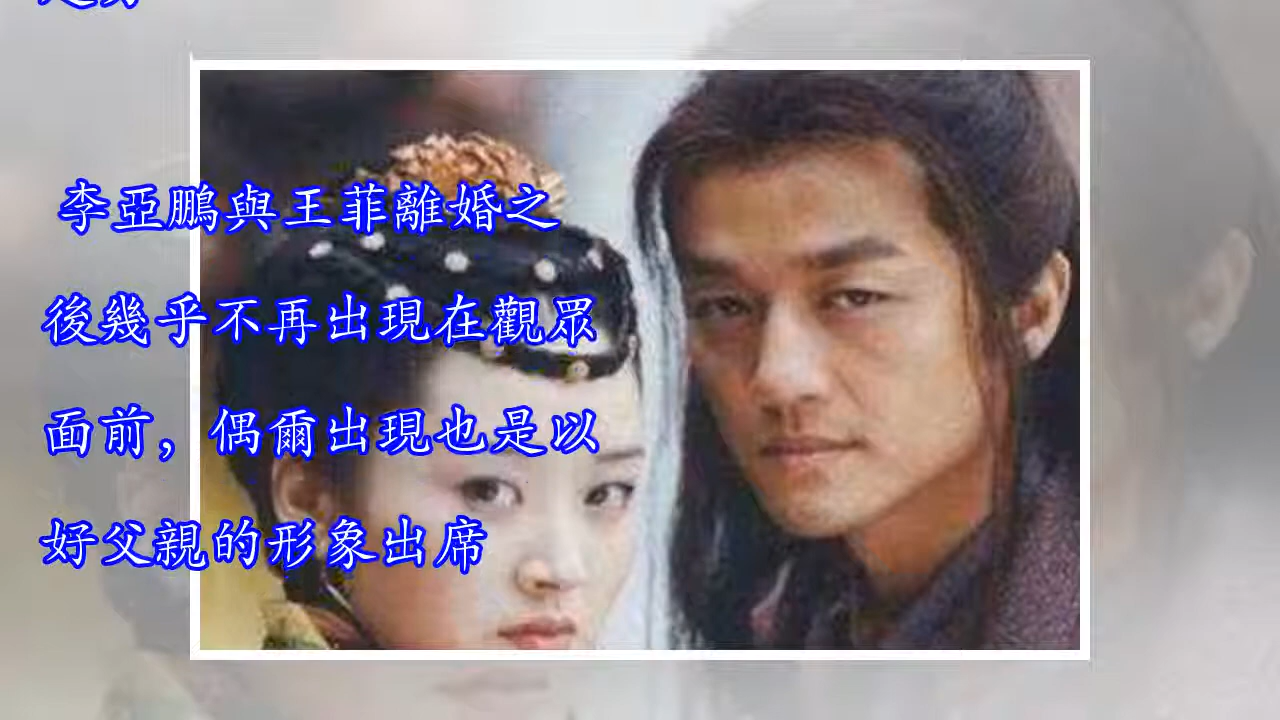 李亞鵬與王菲離婚之
後幾乎不再出現在觀眾
面前，偶爾出現也是以
好父親的形象出席